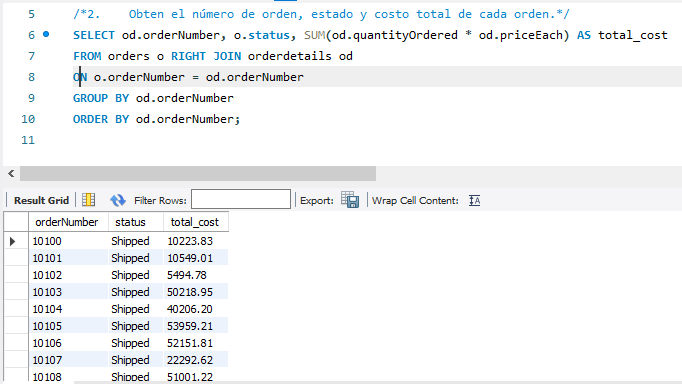 5 /*2. Obten el número de orden, estado y costo total de cada orden.*/
6 SELECT od.orderNumber, o.status, SUM(od.quantityOrdered * od.priceEach) AS total_cost
7 FROM orders o RIGHT JOIN orderdetails od
8 ON o.orderNumber = od.orderNumber
9 GROUP BY od.orderNumber
10 ORDER BY od.orderNumber;
11
Result Grid Filter Rows: Export: Wrap Cell Content: IA
orderNumber status total_cost
10100 Shipped 10223.83
10101 Shipped 10549.01
10102 Shipped 5494.78
10103 Shipped 50218.95
10104 Shipped 40206.20
10105 Shipped 53959.21
10106 Shipped 52151.81
10107 Shipped 22292.62
10108 Shipped 51001.22